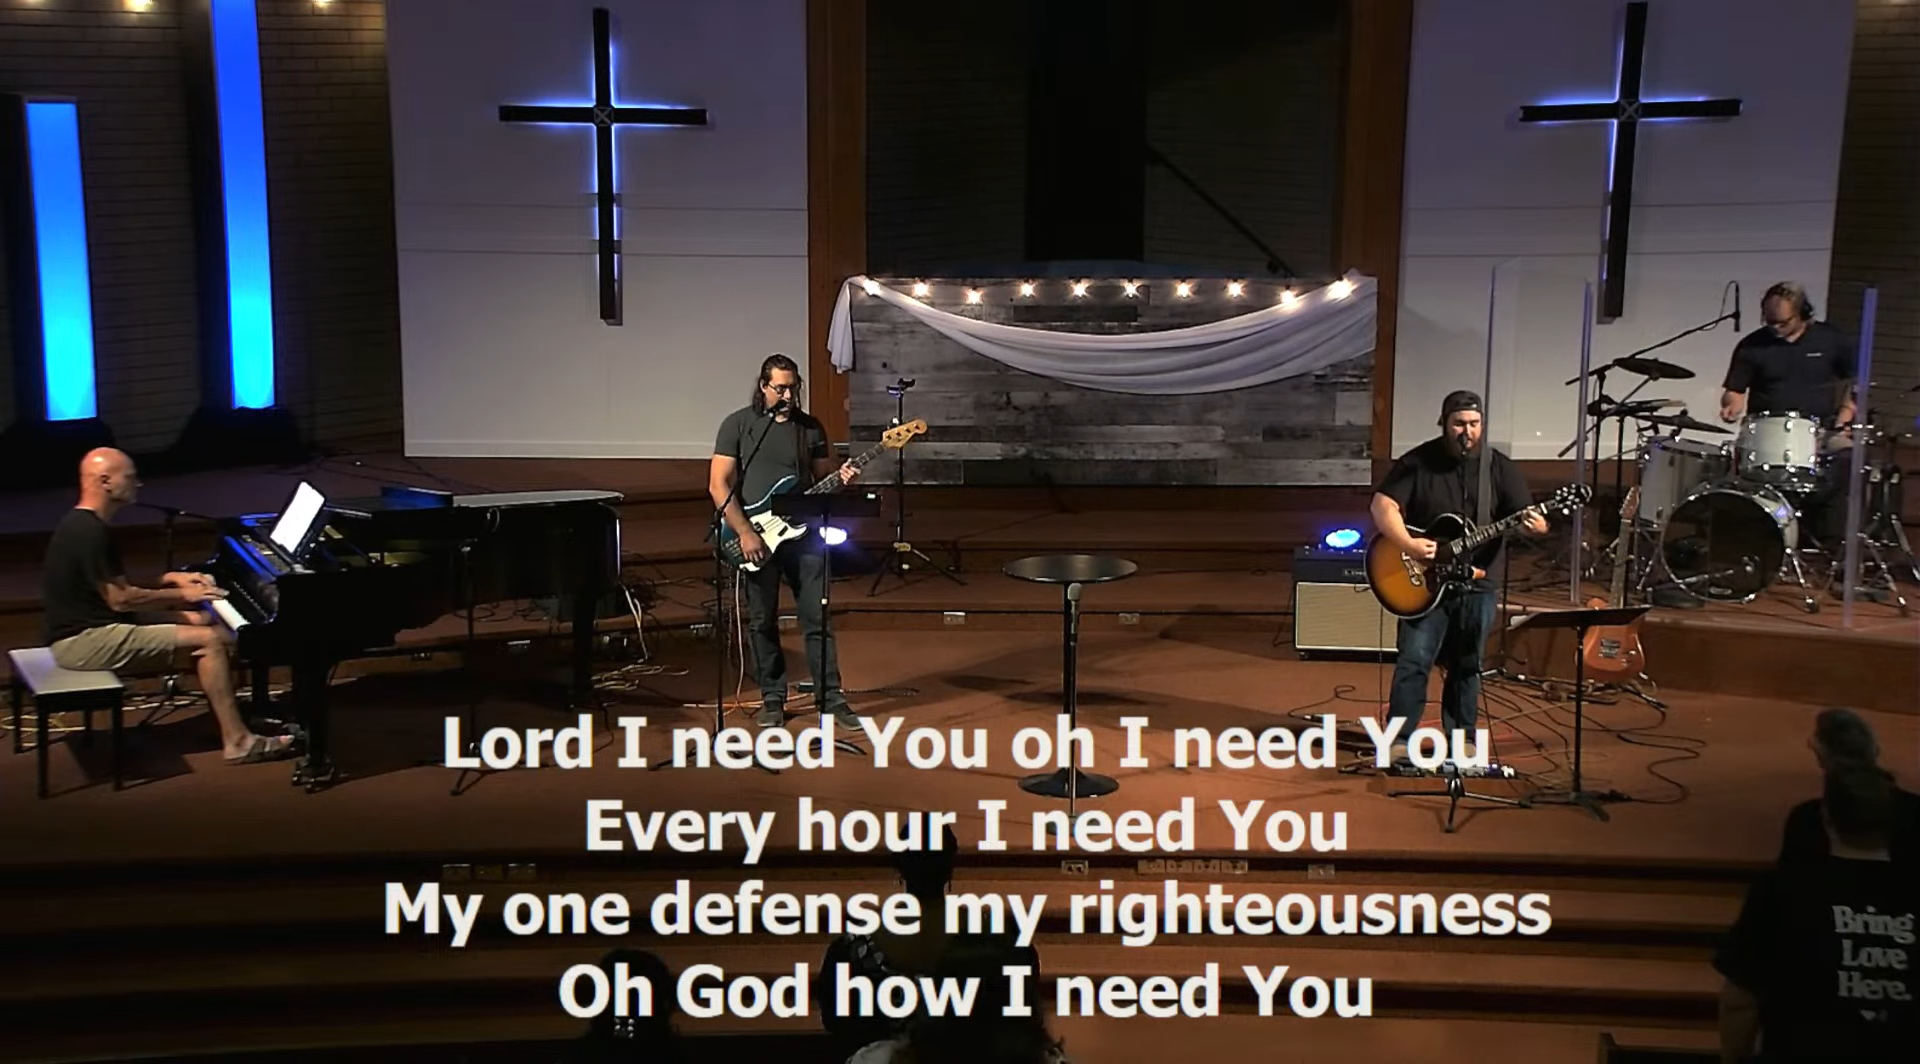 Lord I need You oh I need You
Every hour I need You
My one defense my righteousness
Oh God how I need You
Bring
Love
Here.